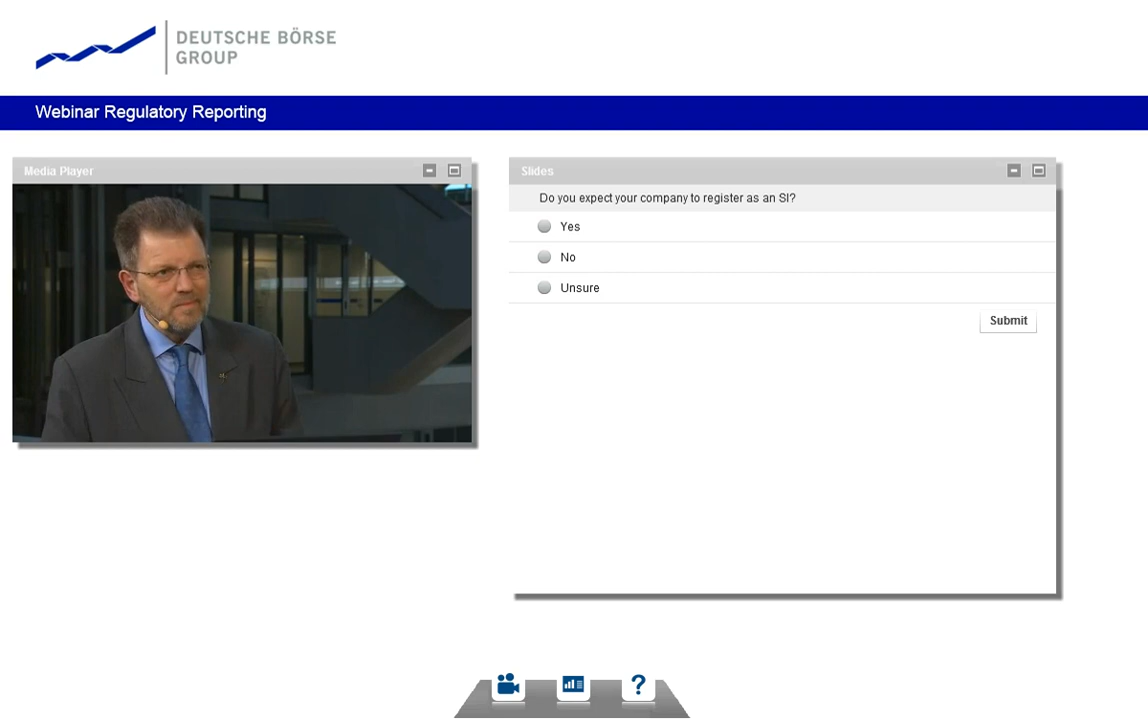 DEUTSCHE BÖRSE
GROUP
Webinar Regulatory Reporting
Media Player
Slides
Do you expect your company to register as an SI?
Yes
No
Unsure
Submit
?